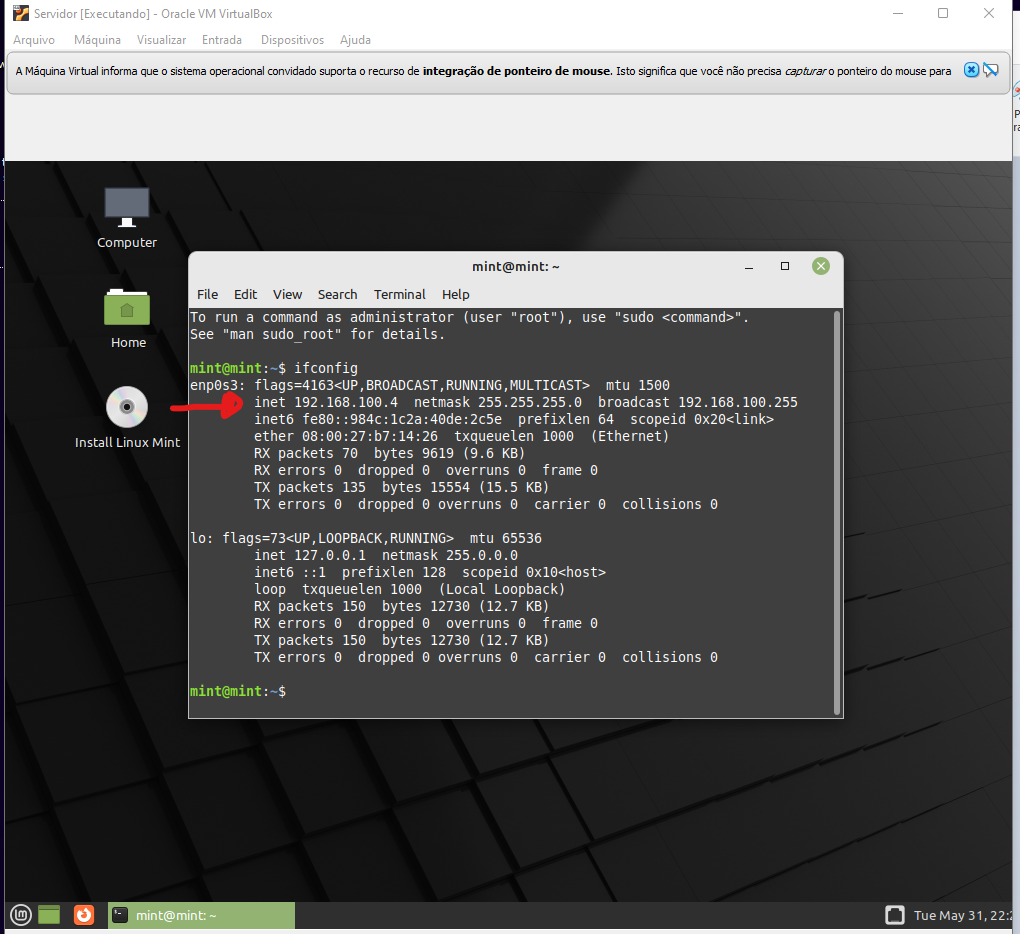 Servidor [Executando] - Oracle VM VirtualBox
Arquivo Máquina Visualizar Entrada Dispositivos Ajuda
A Máquina Virtual informa que o sistema operacional convidado suporta o recurso de integração de ponteiro de mouse. Isto significa que você não precisa capturar o ponteiro do mouse para
Computer
Home
Install Linux Mint
mint@mint: ~
File Edit View Search Terminal Help
To run a command as administrator (user "root"), use "sudo <command>".
See "man sudo_root" for details.
mint@mint:~$ ifconfig
enp0s3: flags=4163<UP,BROADCAST,RUNNING,MULTICAST>  mtu 1500
        inet 192.168.100.4  netmask 255.255.255.0  broadcast 192.168.100.255
        inet6 fe80::984c:1c2a:40de:2c5e  prefixlen 64  scopeid 0x20<link>
        ether 08:00:27:b7:14:26  txqueuelen 1000  (Ethernet)
        RX packets 70  bytes 9619 (9.6 KB)
        RX errors 0  dropped 0  overruns 0  frame 0
        TX packets 135  bytes 15554 (15.5 KB)
        TX errors 0  dropped 0 overruns 0  carrier 0  collisions 0
lo: flags=73<UP,LOOPBACK,RUNNING>  mtu 65536
        inet 127.0.0.1  netmask 255.0.0.0
        inet6 ::1  prefixlen 128  scopeid 0x10<host>
        loop  txqueuelen 1000  (Local Loopback)
        RX packets 150  bytes 12730 (12.7 KB)
        RX errors 0  dropped 0  overruns 0  frame 0
        TX packets 150  bytes 12730 (12.7 KB)
        TX errors 0  dropped 0 overruns 0  carrier 0  collisions 0
mint@mint:~$
mint@mint: ~
Tue May 31, 22:2